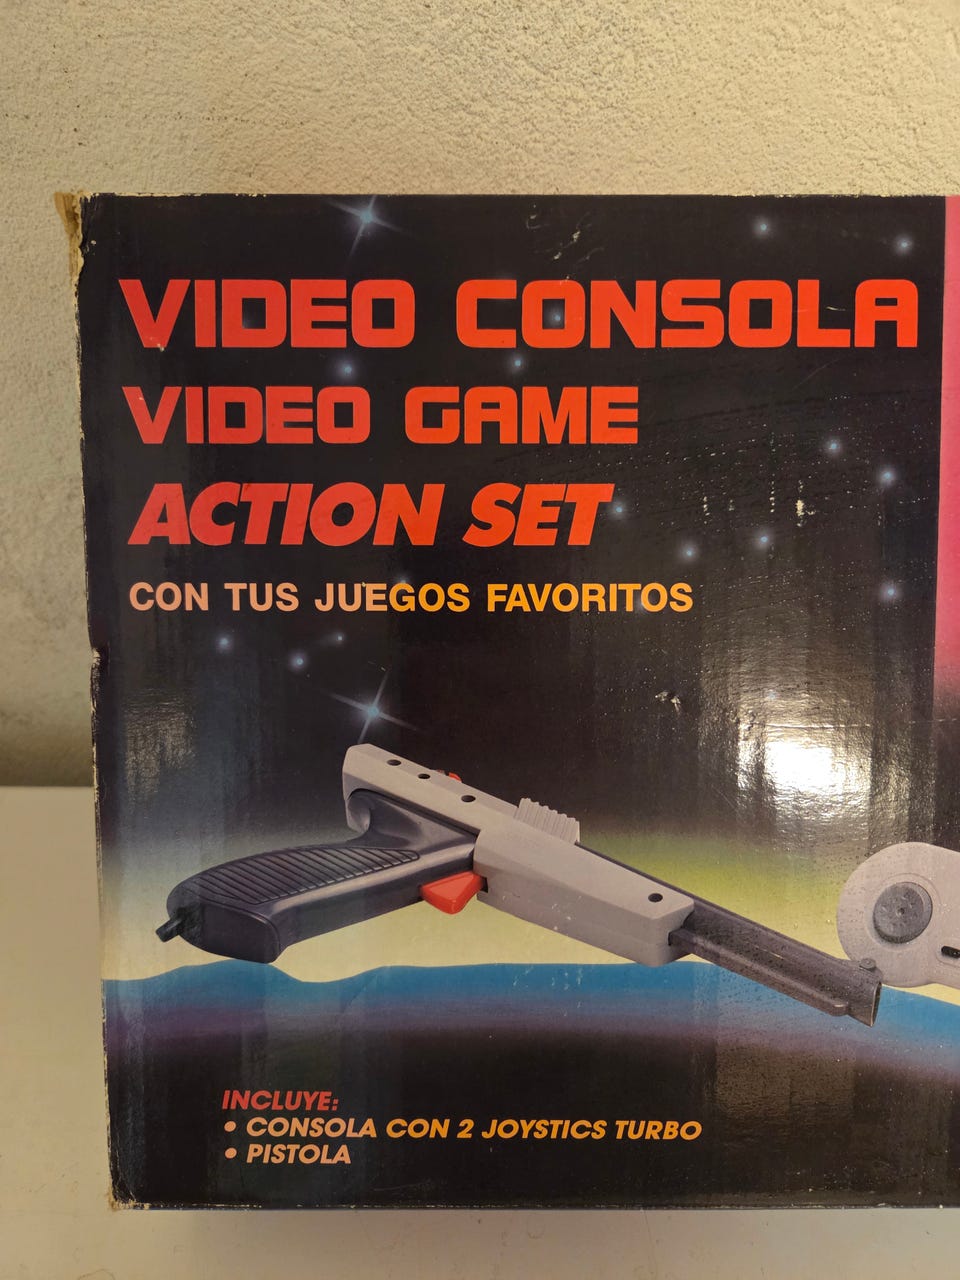 VIDEO CONSOLA
VIDEO GAME
ACTION SET
CON TUS JUEGOS FAVORITOS
INCLUYE:
• CONSOLA CON 2 JOYSTICS TURBO
• PISTOLA